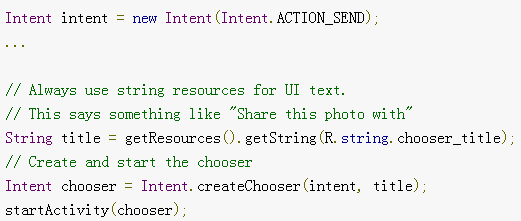 Intent intent = new Intent(Intent.ACTION_SEND);
...
// Always use string resources for UI text.
// This says something like "Share this photo with"
String title = getResources().getString(R.string.chooser_title);
// Create and start the chooser
Intent chooser = Intent.createChooser(intent, title);
startActivity(chooser);